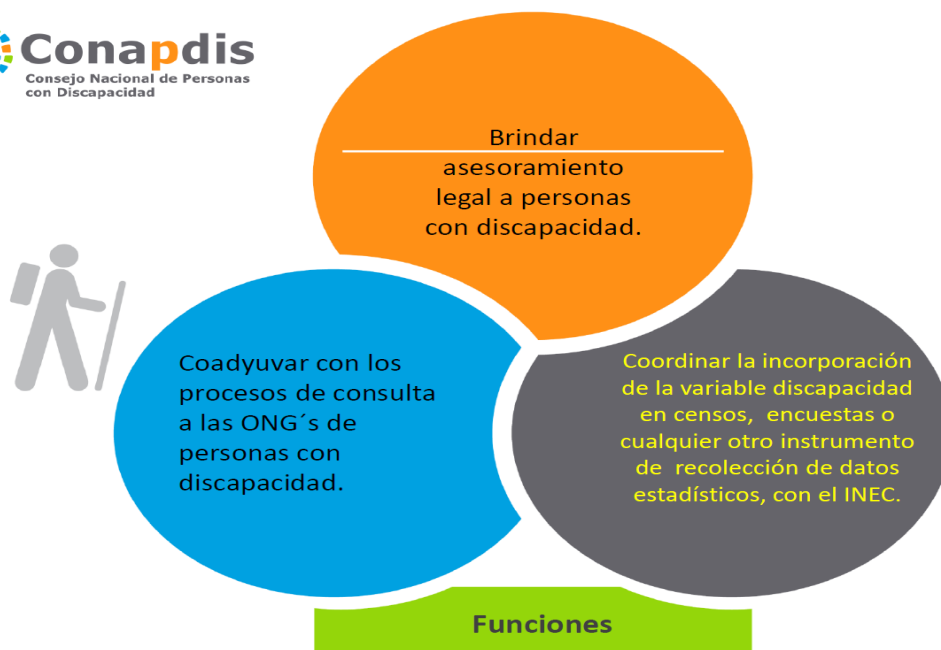 Conapdis
Consejo Nacional de Personas
con Discapacidad
Brindar
asesoramiento
legal a personas
con discapacidad.
Coadyuvar con los
procesos de consulta
a las ONG´s de
personas con
discapacidad.
Coordinar la incorporación
de la variable discapacidad
en censos, encuestas o
cualquier otro instrumento
de recolección de datos
estadísticos, con el INEC.
Funciones